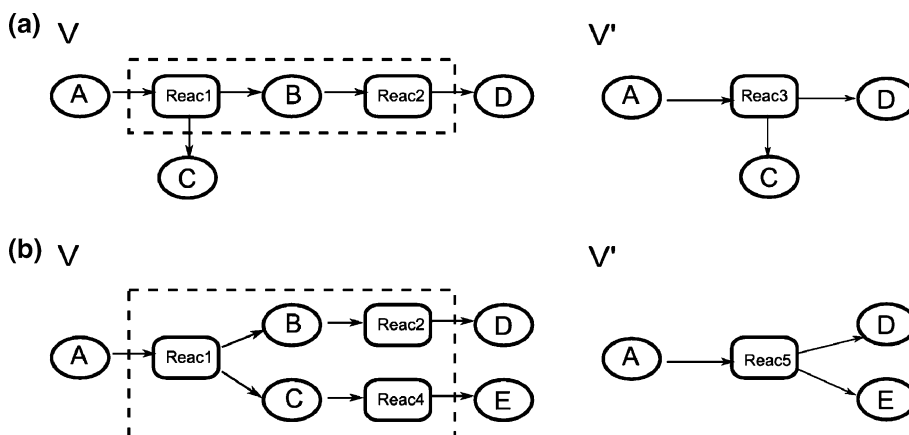 (a) V V'
A Reac1 B Reac2 D A Reac3 D
C C
(b) V V'
B Reac2 D D
A Reac1 A Reac5
C Reac4 E E